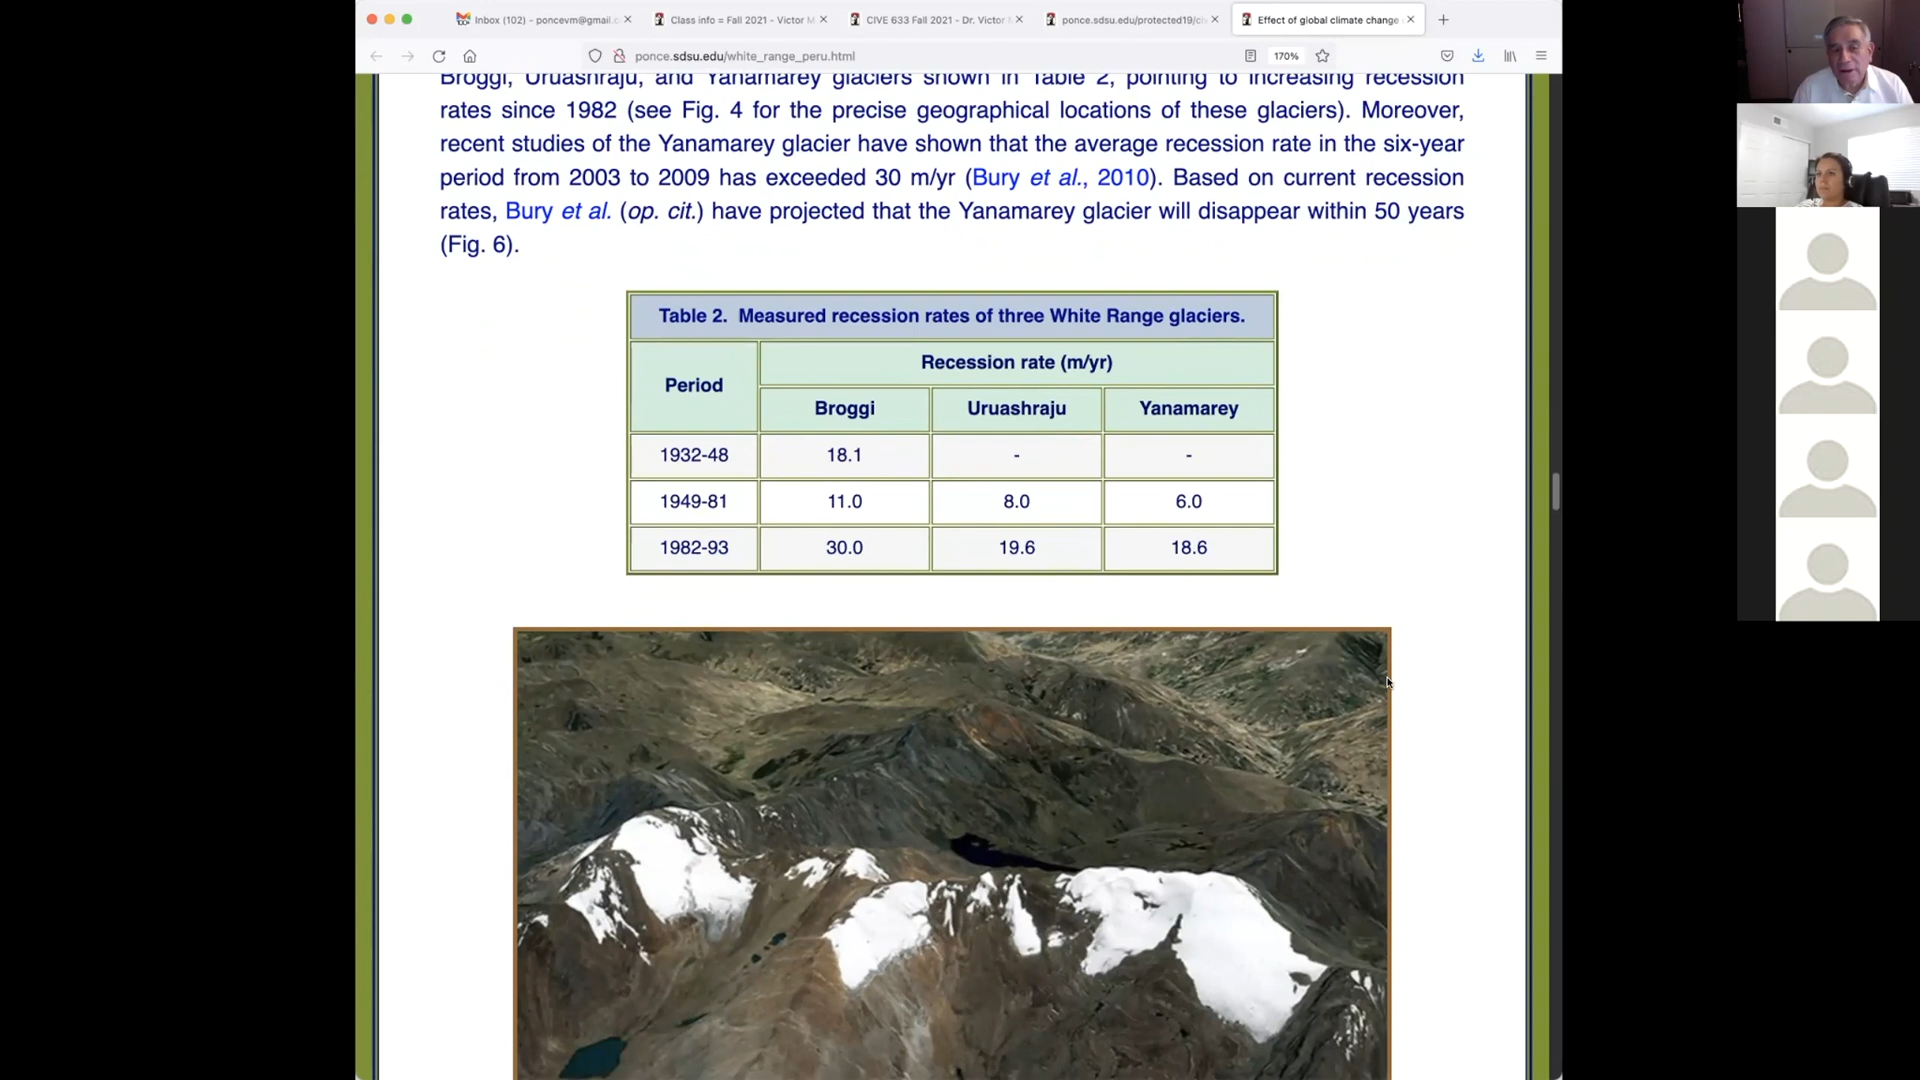 Inbox (102) - poncevm@gmail.c
Class info = Fall 2021 - Victor M
CIVE 633 Fall 2021 - Dr. Victor
ponce.sdsu.edu/protected19/ci
Effect of global climate change
ponce.sdsu.edu/white_range_peru.html
170%
Broggi, Uruashraju, and Yanamarey glaciers shown in Table 2, pointing to increasing recession
rates since 1982 (see Fig. 4 for the precise geographical locations of these glaciers). Moreover,
recent studies of the Yanamarey glacier have shown that the average recession rate in the six-year
period from 2003 to 2009 has exceeded 30 m/yr (Bury et al., 2010). Based on current recession
rates, Bury et al. (op. cit.) have projected that the Yanamarey glacier will disappear within 50 years
(Fig. 6).
Table 2. Measured recession rates of three White Range glaciers.
Period
Recession rate (m/yr)
Broggi Uruashraju Yanamarey
1932-48 18.1 - -
1949-81 11.0 8.0 6.0
1982-93 30.0 19.6 18.6